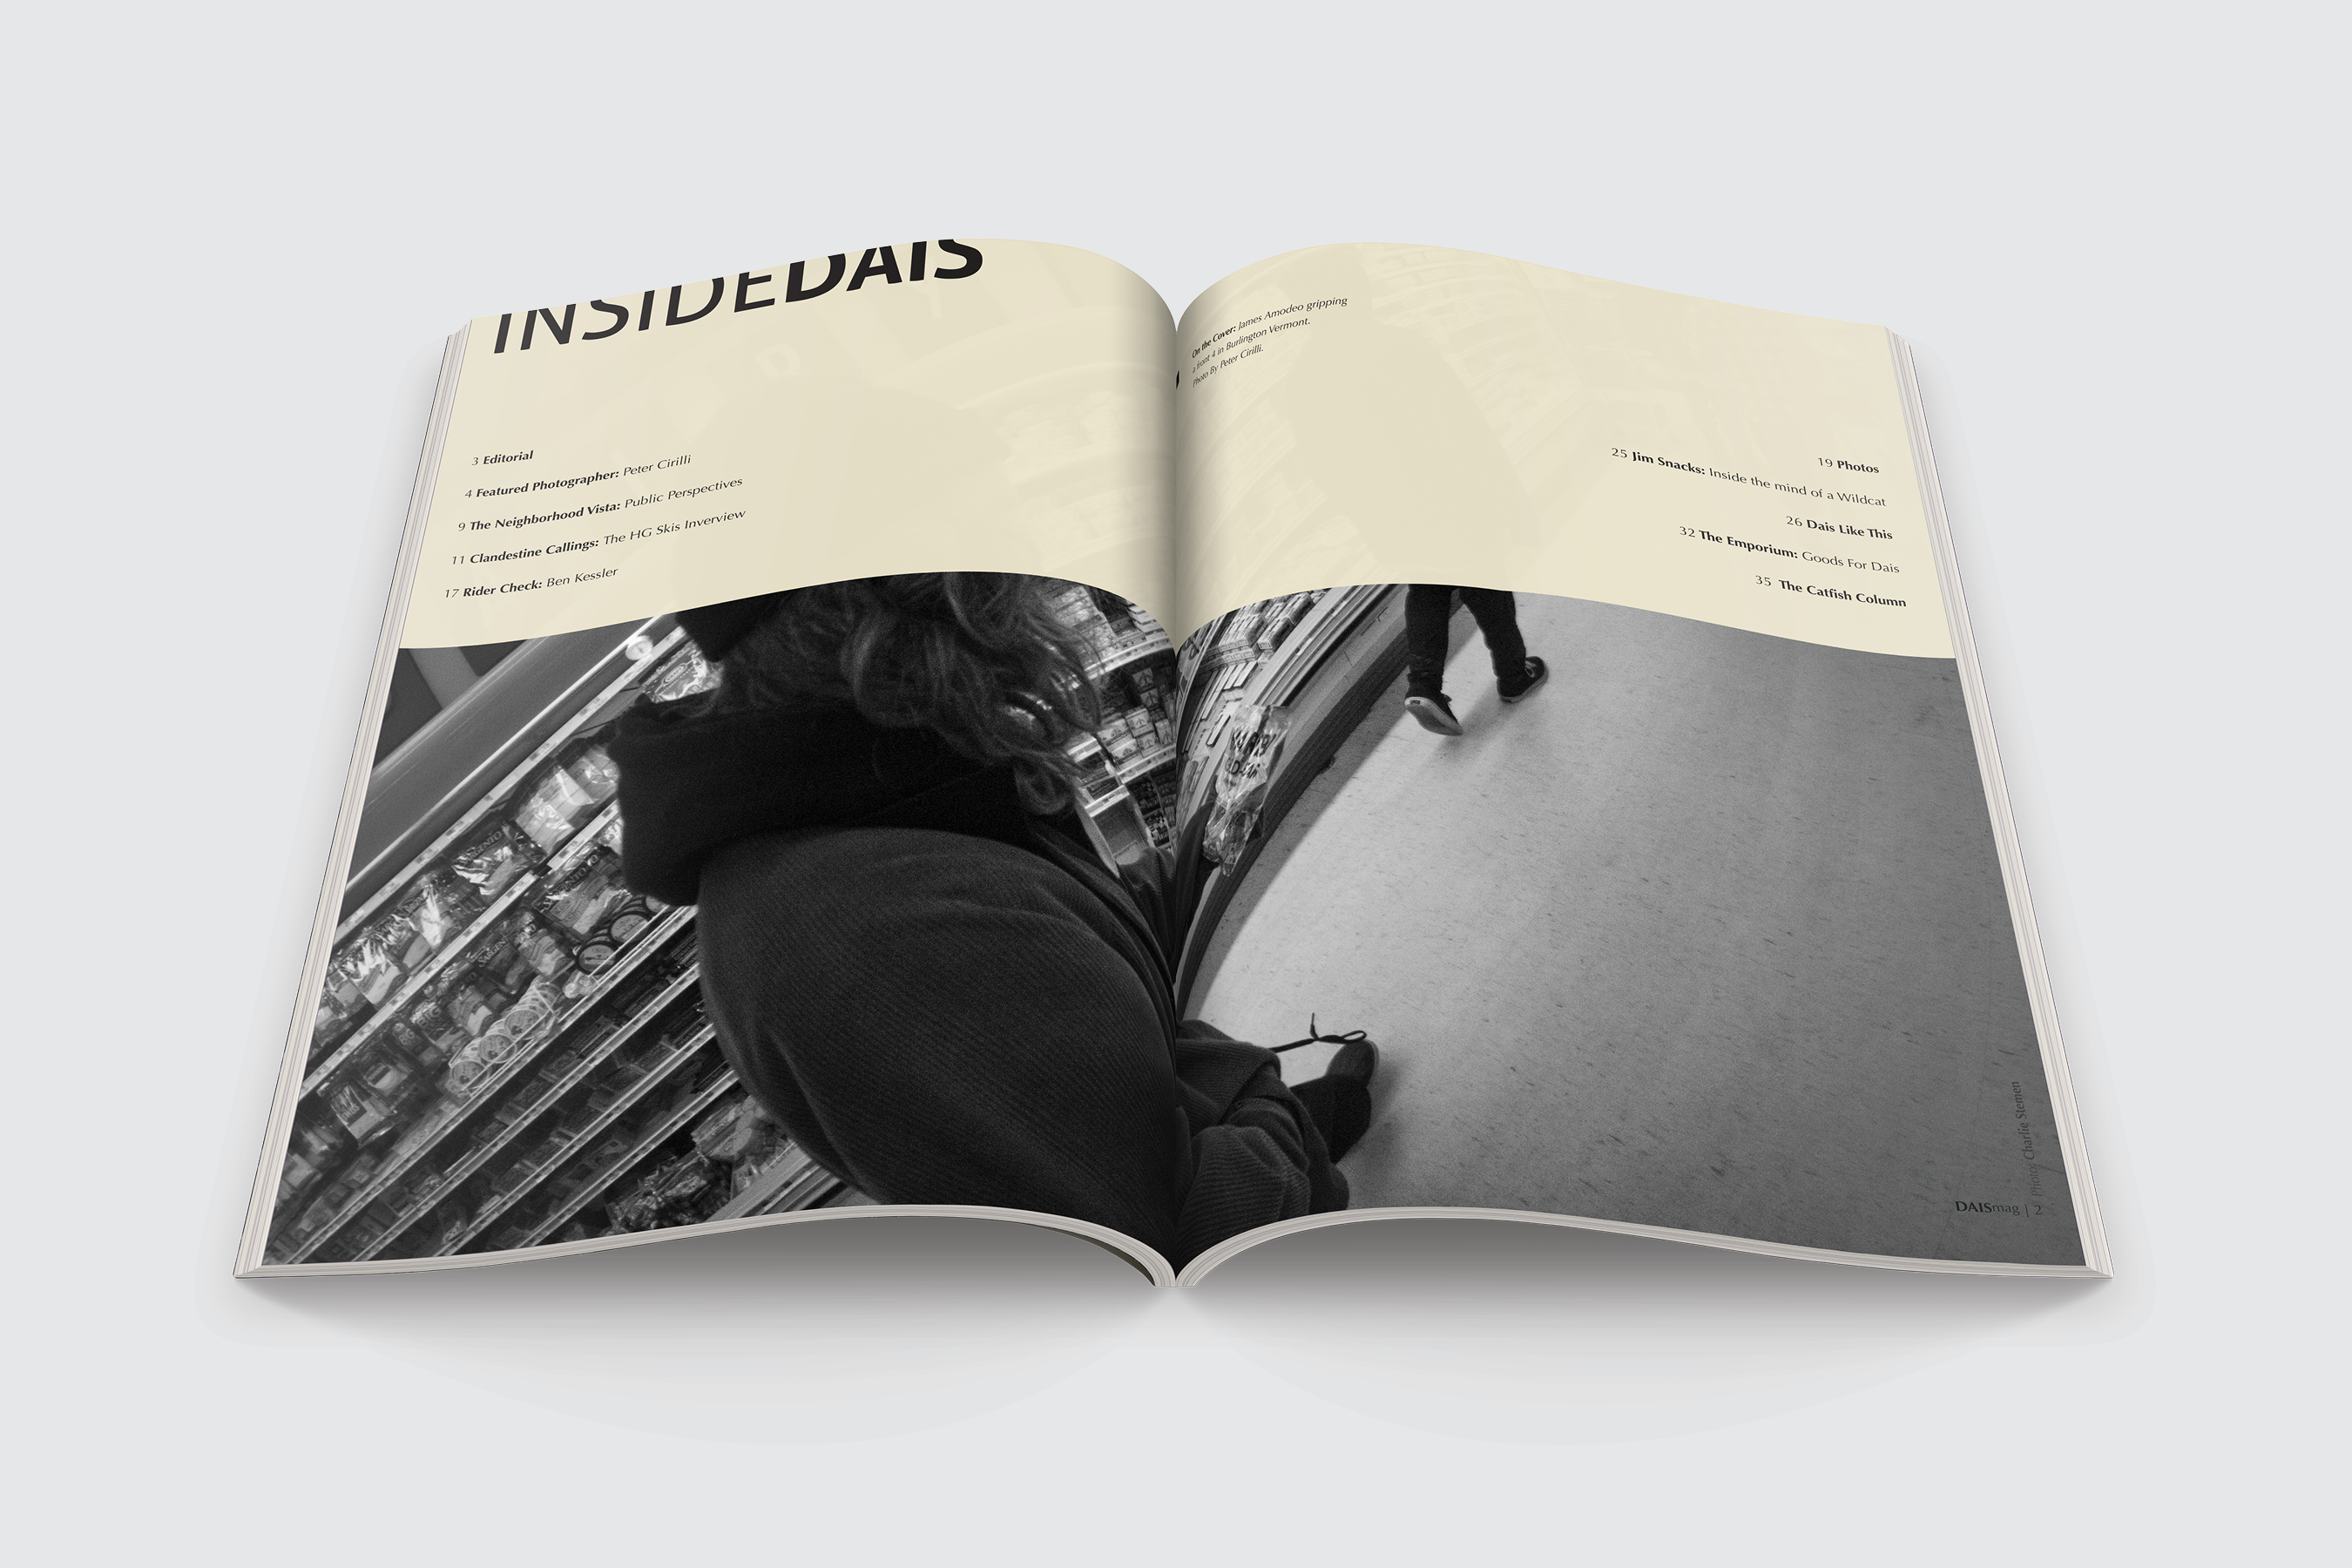 INSIDEDAIS
3 Editorial
4 Featured Photographer: Peter Cirilli
9 The Neighborhood Vista: Public Perspectives
11 Clandestine Callings: The HG Skis Inverview
17 Rider Check: Ben Kessler
On the Cover: James Amodeo gripping
a front 4 in Burlington Vermont.
Photo By Peter Cirilli.
19 Photos
25 Jim Snacks: Inside the mind of a Wildcat
26 Dais Like This
32 The Emporium: Goods For Dais
35 The Catfish Column
Photo: Charlie Stemen
DAISmag | 2